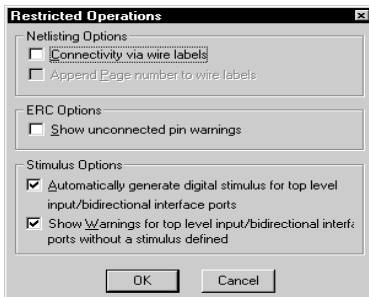 Restricted Operations
Netlisting Options
Connectivity via wire labels
Append Page number to wire labels
ERC Options
Show unconnected pin warnings
Stimulus Options
Automatically generate digital stimulus for top level
input/bidirectional interface ports
Show Warnings for top level input/bidirectional interfa
ports without a stimulus defined
OK
Cancel